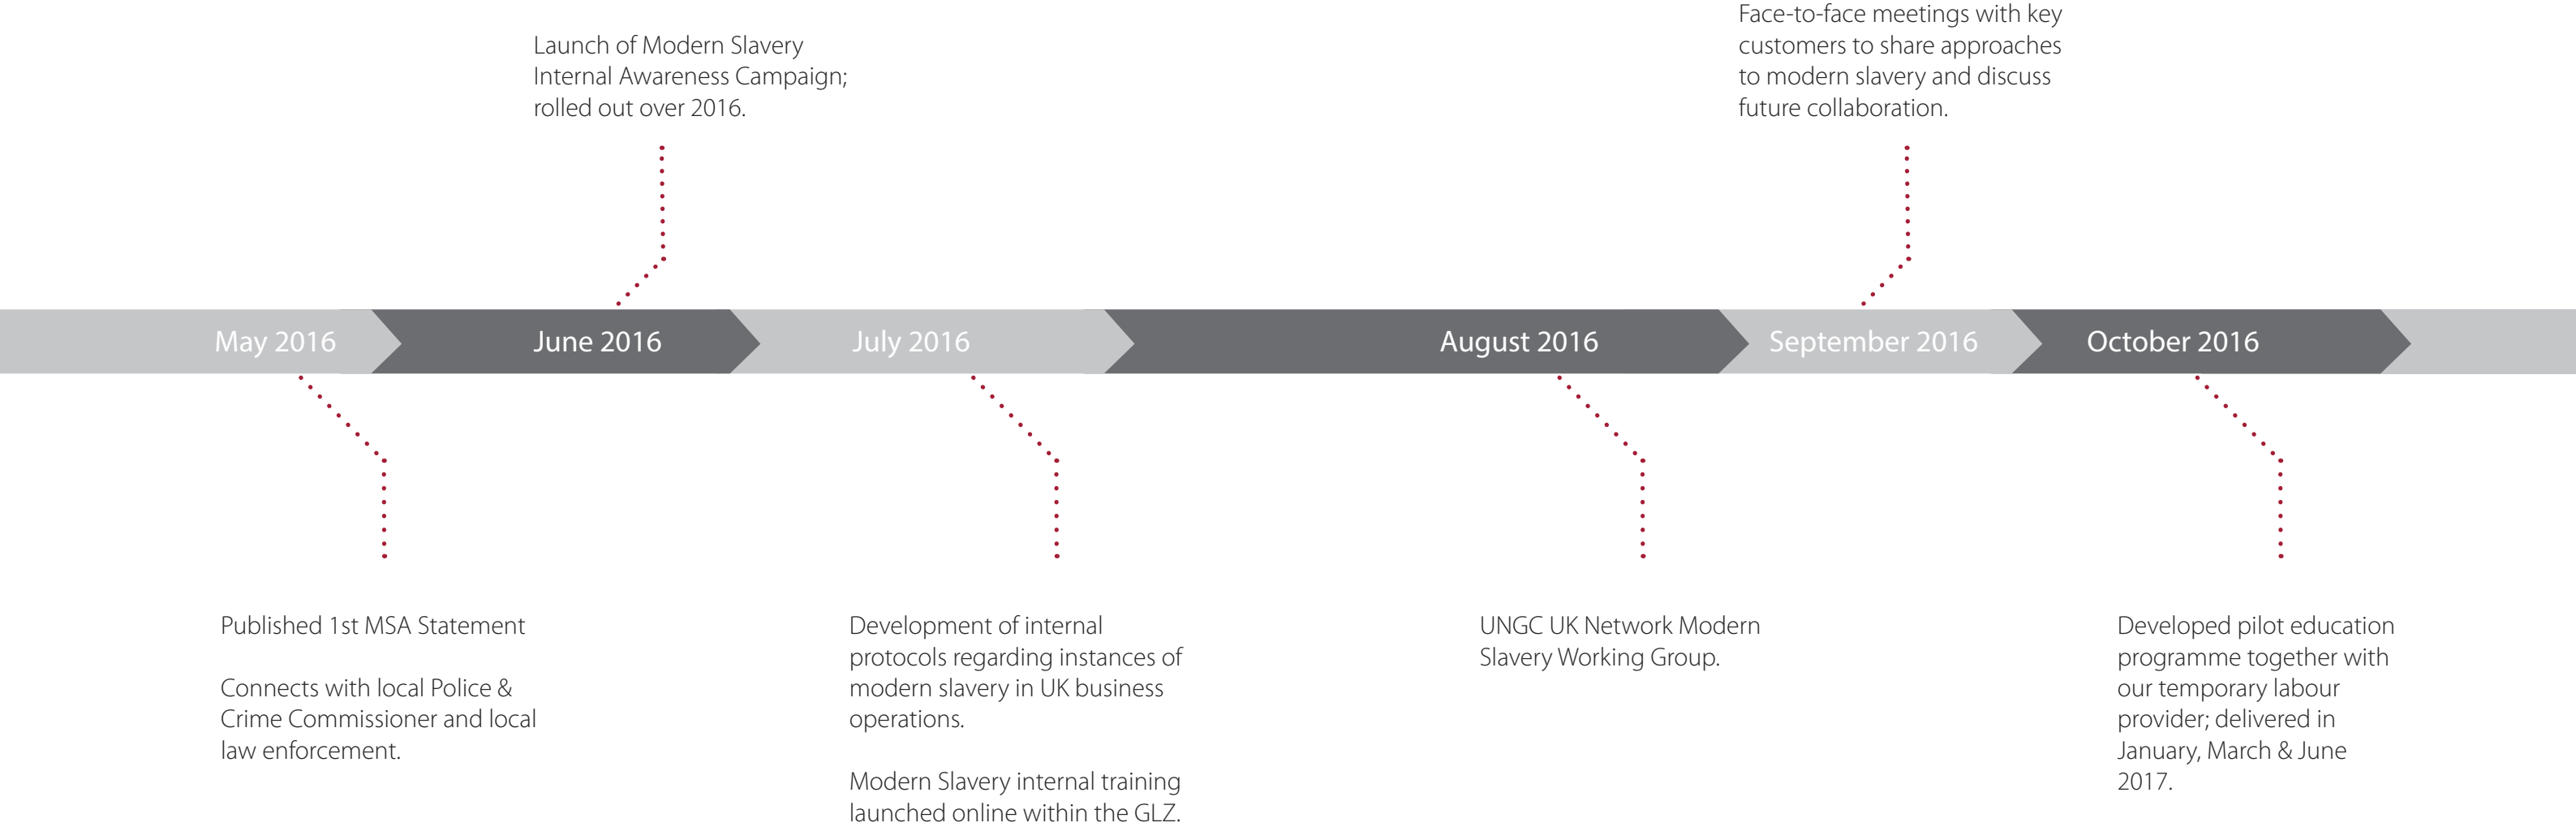 Launch of Modern Slavery
Internal Awareness Campaign;
rolled out over 2016.
Face-to-face meetings with key
customers to share approaches
to modern slavery and discuss
future collaboration.
May 2016
June 2016
July 2016
August 2016
September 2016
October 2016
Published 1st MSA Statement
Connects with local Police &
Crime Commissioner and local
law enforcement.
Development of internal
protocols regarding instances of
modern slavery in UK business
operations.
Modern Slavery internal training
launched online within the GLZ.
UNGC UK Network Modern
Slavery Working Group.
Developed pilot education
programme together with
our temporary labour
provider; delivered in
January, March & June
2017.